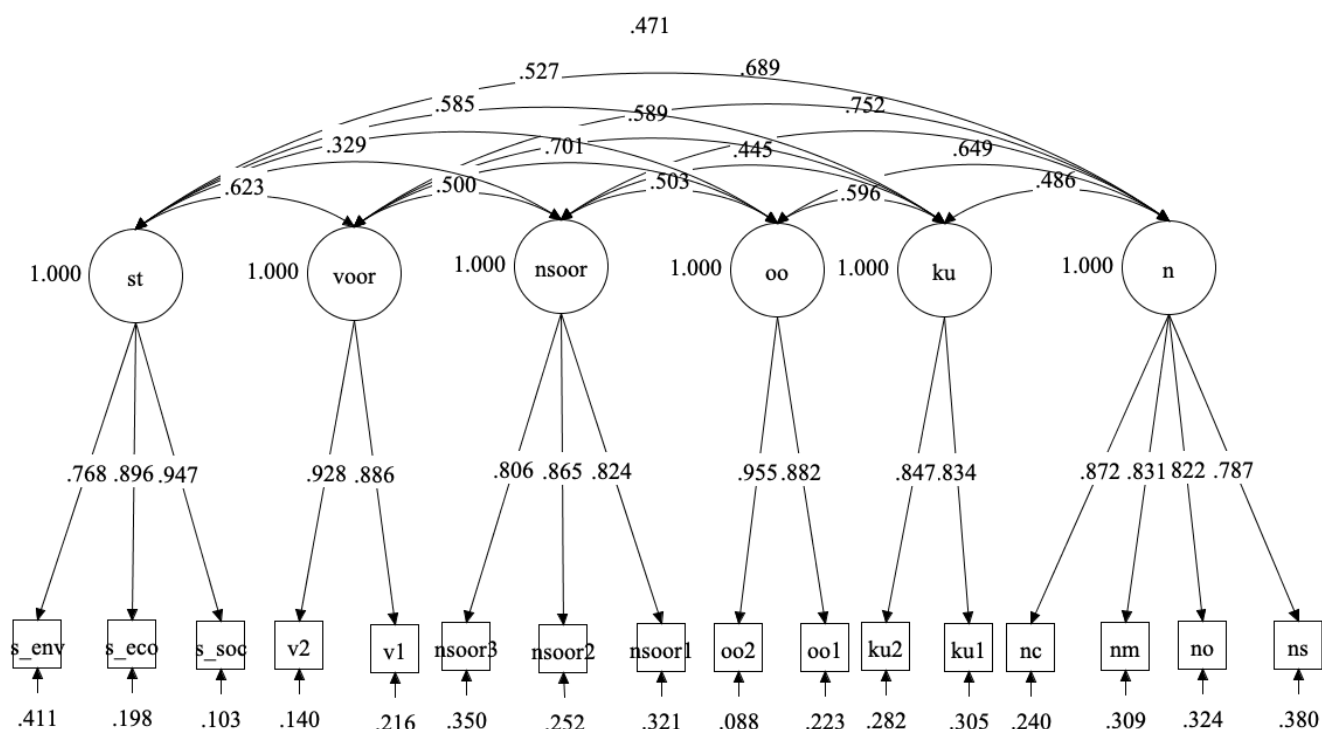 .471
.527 .689
.585 .589 .752
.329 .701 .445 .649
.623 .500 .503 .596 .486
1.000 st 1.000 voor 1.000 nsoor 1.000 oo 1.000 ku 1.000 n
.768 .896 .947 .928 .886 .806 .865 .824 .955 .882 .847 .834 .872 .831 822 .787
s_env s_eco s_soc v2 v1 nsoor3 nsoor2 nsoor1 oo2 oo1 ku2 ku1 nc nm no ns
.411 .198 .103 .140 .216 .350 .252 .321 .088 .223 .282 .305 .240 .309 .324 .380